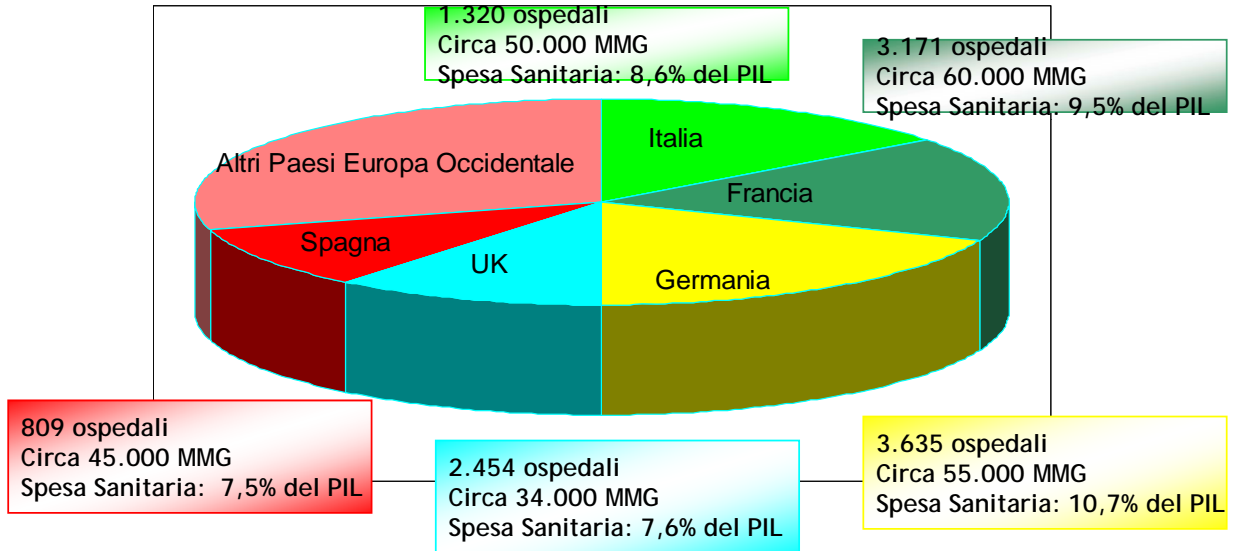 1.320 ospedali
Circa 50.000 MMG
Spesa Sanitaria: 8,6% del PIL
3.171 ospedali
Circa 60.000 MMG
Spesa Sanitaria: 9,5% del PIL
Italia
Altri Paesi Europa Occidentale
Francia
Spagna
UK
Germania
809 ospedali
Circa 45.000 MMG
Spesa Sanitaria: 7,5% del PIL
2.454 ospedali
Circa 34.000 MMG
Spesa Sanitaria: 7,6% del PIL
3.635 ospedali
Circa 55.000 MMG
Spesa Sanitaria: 10,7% del PIL